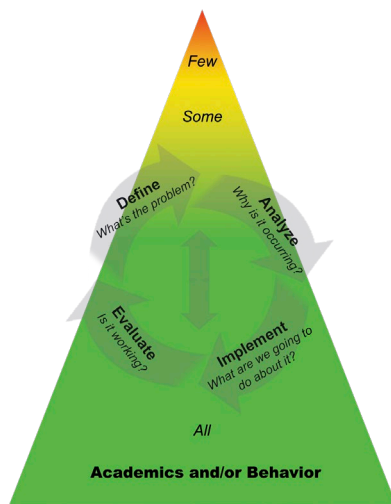 Few
Some
Define
What's the problem?
Analyze
Why is it occurring?
Implement
What are we going to
do about it?
Evaluate
Is it working?
All
Academics and/or Behavior